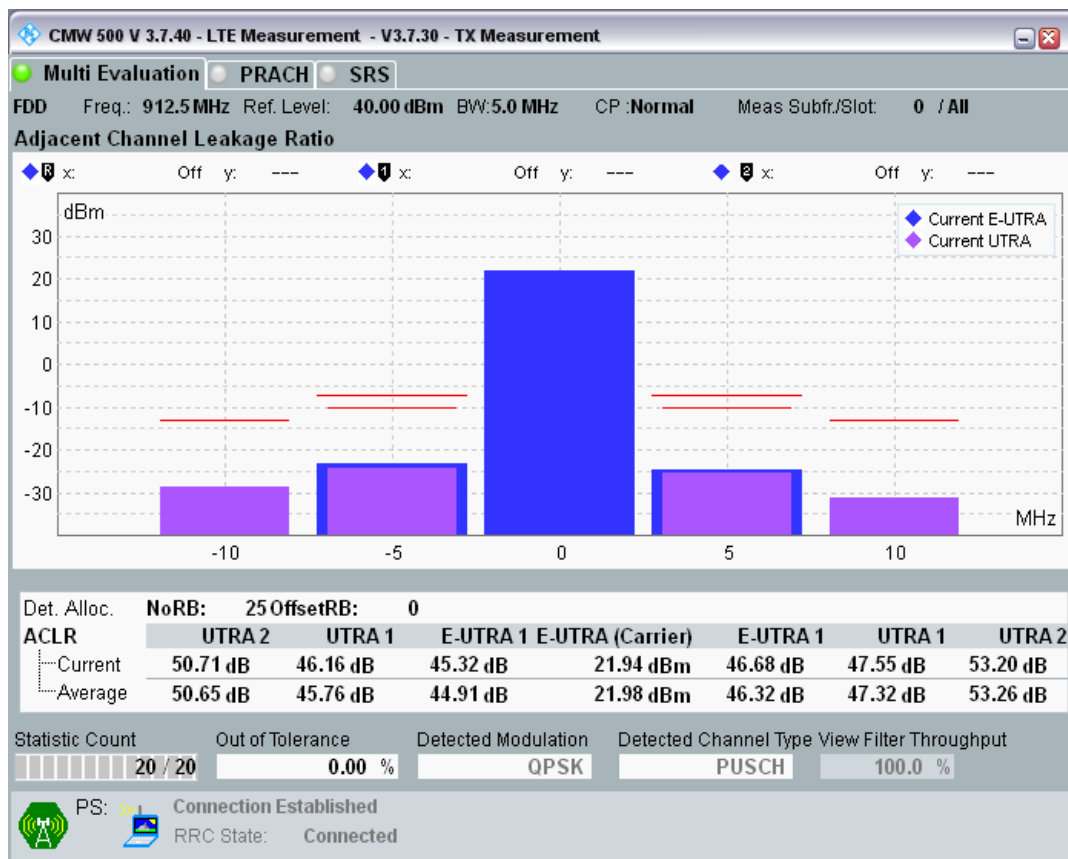 CMW 500 V 3.7.40 - LTE Measurement - V3.7.30 - TX Measurement
Multi Evaluation PRACH SRS
FDD Freq.: 912.5 MHz Ref. Level: 40.00 dBm BW:5.0 MHz CP :Normal Meas Subfr./Slot: 0 / All
Adjacent Channel Leakage Ratio
R x: Off y: --- 1 x: Off y: --- 2 x: Off y: ---
dBm
Current E-UTRA
Current UTRA
30
20
10
0
-10
-20
-30
MHz
-10 -5 0 5 10
Det. Alloc. NoRB: 25 OffsetRB: 0
ACLR UTRA 2 UTRA 1 E-UTRA 1 E-UTRA (Carrier) E-UTRA 1 UTRA 1 UTRA 2
Current 50.71 dB 46.16 dB 45.32 dB 21.94 dBm 46.68 dB 47.55 dB 53.20 dB
Average 50.65 dB 45.76 dB 44.91 dB 21.98 dBm 46.32 dB 47.32 dB 53.26 dB
Statistic Count Out of Tolerance Detected Modulation Detected Channel Type View Filter Throughput
20 / 20 0.00 % QPSK PUSCH 100.0 %
PS: Connection Established
RRC State: Connected